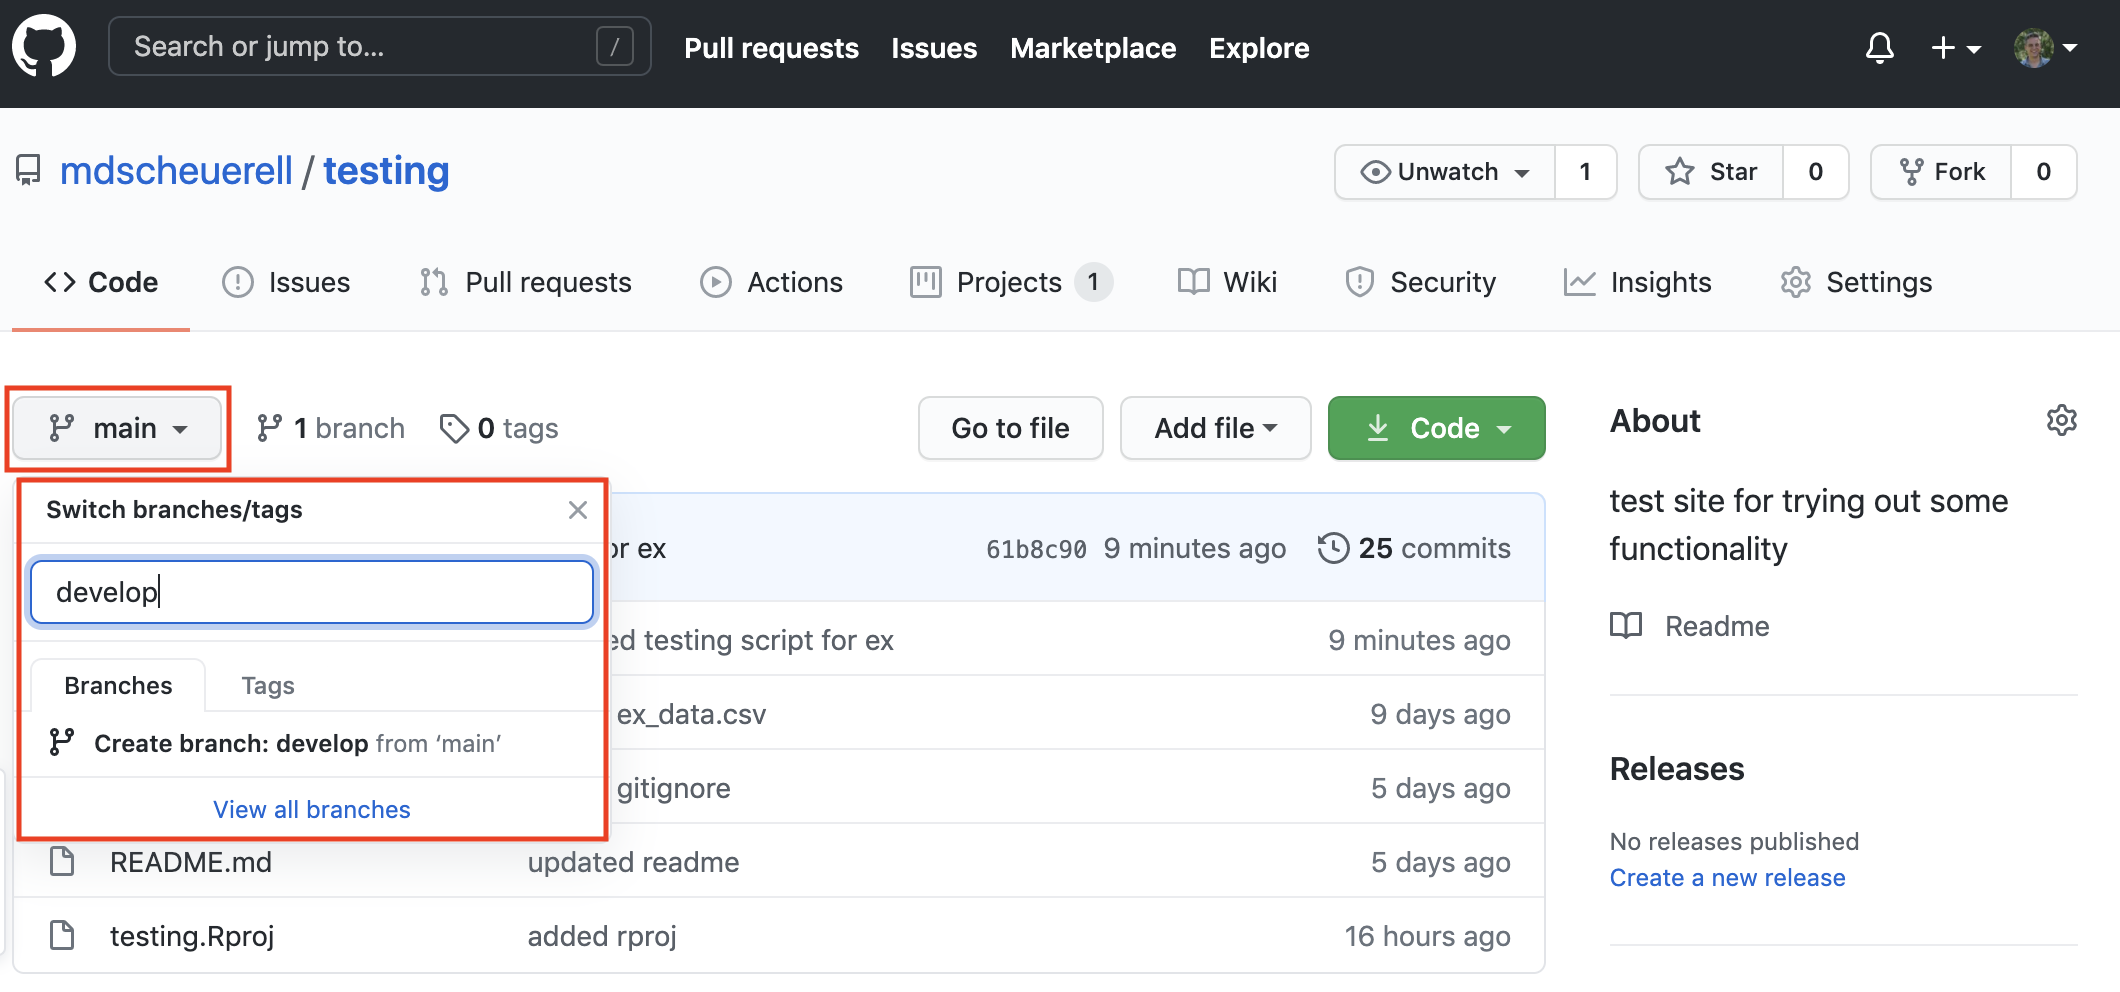 Search or jump to... /
Pull requests Issues Marketplace Explore
mdscheuerell / testing
Unwatch 1 Star 0 Fork 0
Code Issues Pull requests Actions Projects 1 Wiki Security Insights Settings
main 1 branch 0 tags Go to file Add file Code
Switch branches/tags
develop
Branches Tags
Create branch: develop from ‘main’
View all branches
or ex 61b8c90 9 minutes ago 25 commits
ed testing script for ex 9 minutes ago
ex_data.csv 9 days ago
gitignore 5 days ago
README.md updated readme 5 days ago
testing.Rproj added rproj 16 hours ago
About
test site for trying out some
functionality
Readme
Releases
No releases published
Create a new release